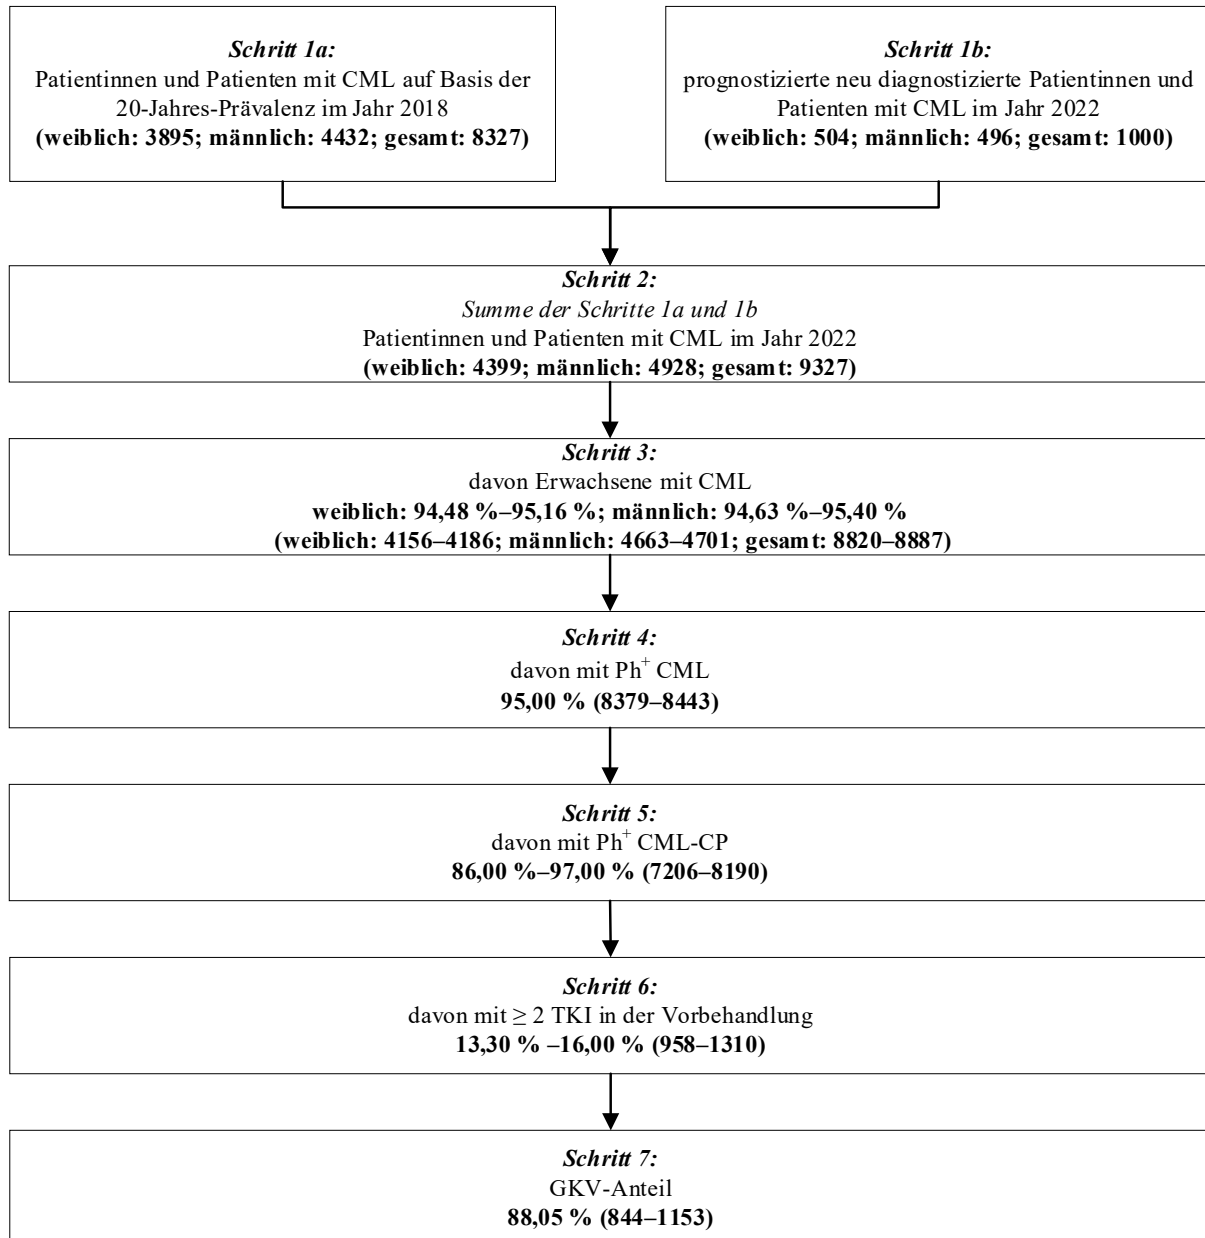 Schritt 1a:
Patientinnen und Patienten mit CML auf Basis der
20-Jahres-Prävalenz im Jahr 2018
(weiblich: 3895; männlich: 4432; gesamt: 8327)
Schritt 1b:
prognostizierte neu diagnostizierte Patientinnen und
Patienten mit CML im Jahr 2022
(weiblich: 504; männlich: 496; gesamt: 1000)
Schritt 2:
Summe der Schritte 1a und 1b
Patientinnen und Patienten mit CML im Jahr 2022
(weiblich: 4399; männlich: 4928; gesamt: 9327)
Schritt 3:
davon Erwachsene mit CML
weiblich: 94,48 %–95,16 %; männlich: 94,63 %–95,40 %
(weiblich: 4156–4186; männlich: 4663–4701; gesamt: 8820–8887)
Schritt 4:
davon mit Ph⁺ CML
95,00 % (8379–8443)
Schritt 5:
davon mit Ph⁺ CML-CP
86,00 %–97,00 % (7206–8190)
Schritt 6:
davon mit ≥ 2 TKI in der Vorbehandlung
13,30 % –16,00 % (958–1310)
Schritt 7:
GKV-Anteil
88,05 % (844–1153)